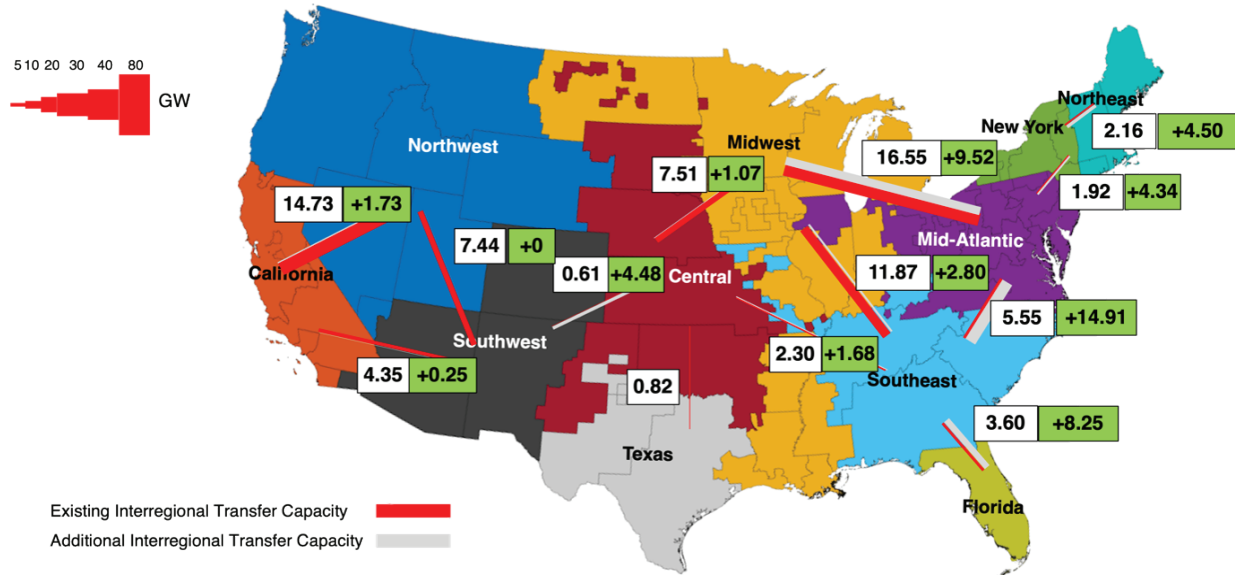 5 10 20 30 40 80
GW
Northwest
Midwest
Northeast
New York
2.16 +4.50
16.55 +9.52
7.51 +1.07
1.92 +4.34
14.73 +1.73
7.44 +0
Mid-Atlantic
California
0.61 +4.48
Central
11.87 +2.80
5.55 +14.91
Southwest
2.30 +1.68
4.35 +0.25
0.82
Southeast
3.60 +8.25
Texas
Florida
Existing Interregional Transfer Capacity
Additional Interregional Transfer Capacity